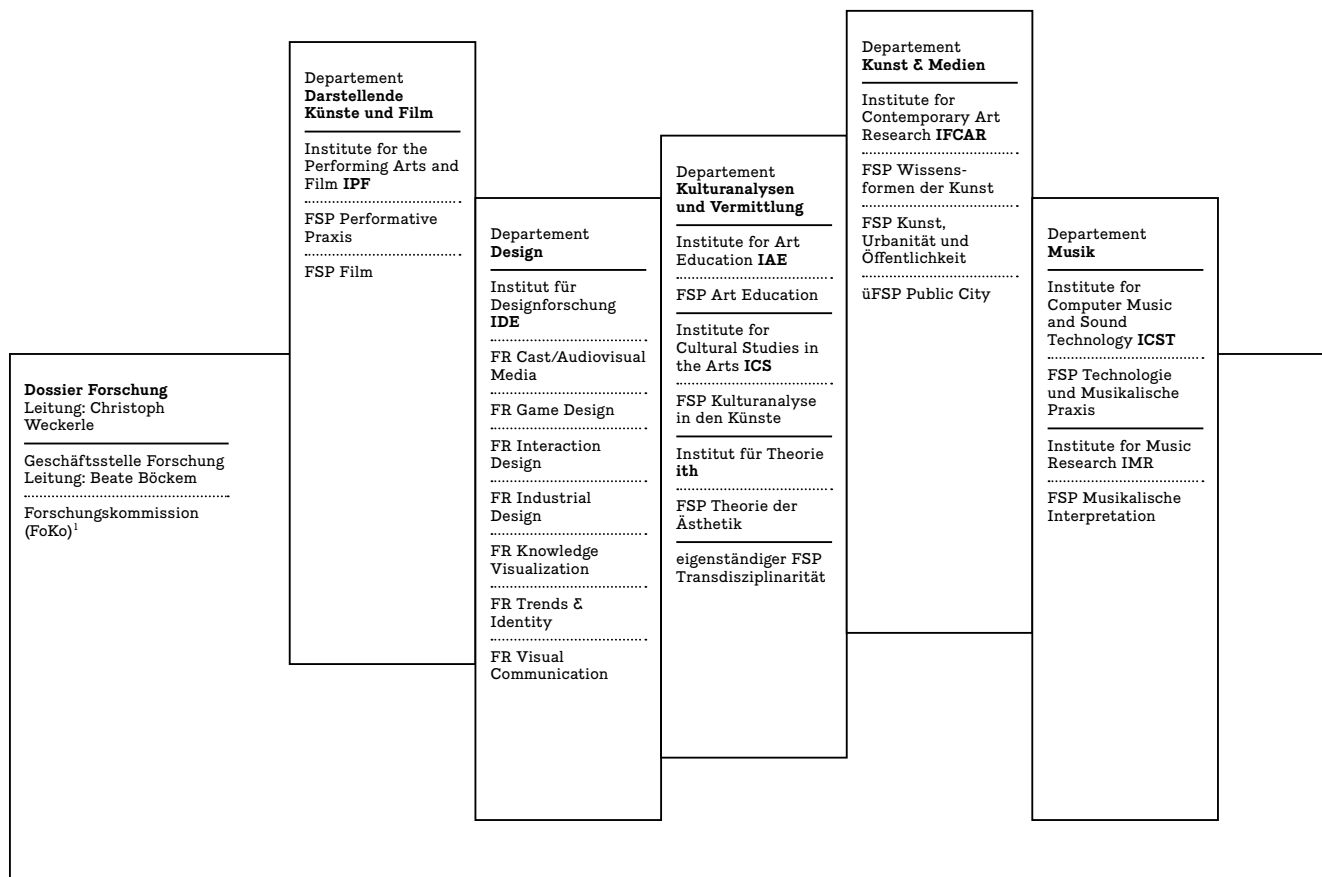 Dossier Forschung
Leitung: Christoph
Weckerle
Geschäftsstelle Forschung
Leitung: Beate Böckem
Forschungskommission
(FoKo)¹
Departement
Darstellende
Künste und Film
Institute for the
Performing Arts and
Film IPF
FSP Performative
Praxis
FSP Film
Departement
Design
Institut für
Designforschung
IDE
FR Cast/Audiovisual
Media
FR Game Design
FR Interaction
Design
FR Industrial
Design
FR Knowledge
Visualization
FR Trends &
Identity
FR Visual
Communication
Departement
Kulturanalysen
und Vermittlung
Institute for Art
Education IAE
FSP Art Education
Institute for
Cultural Studies in
the Arts ICS
FSP Kulturanalyse
in den Künste
Institut für Theorie
ith
FSP Theorie der
Ästhetik
eigenständiger FSP
Transdisziplinarität
Departement
Kunst & Medien
Institute for
Contemporary Art
Research IFCAR
FSP Wissens-
formen der Kunst
FSP Kunst,
Urbanität und
Öffentlichkeit
üFSP Public City
Departement
Musik
Institute for
Computer Music
and Sound
Technology ICST
FSP Technologie
und Musikalische
Praxis
Institute for Music
Research IMR
FSP Musikalische
Interpretation